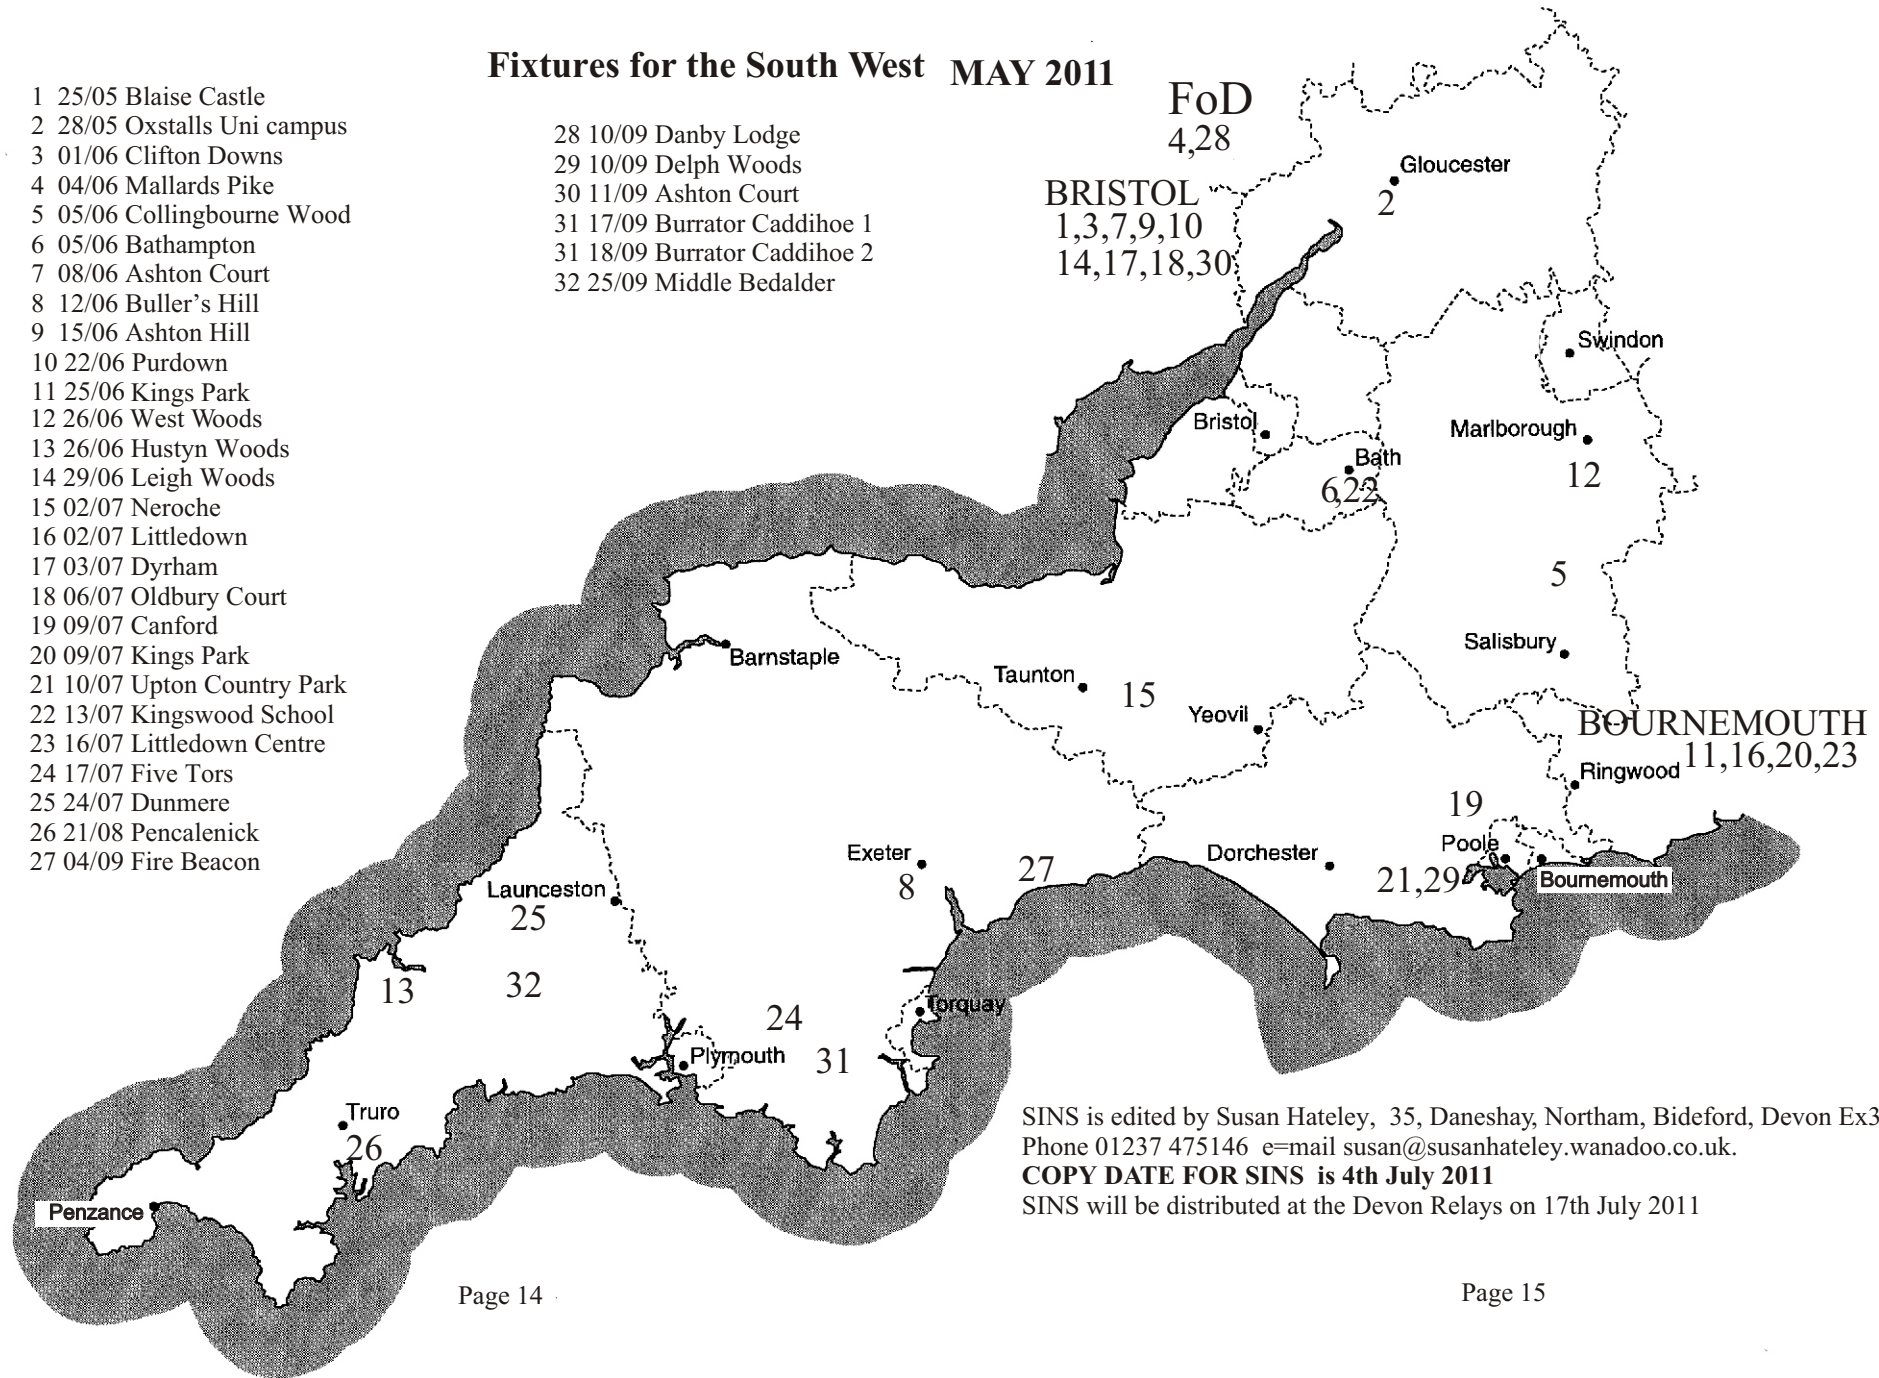 Fixtures for the South West MAY 2011
1 25/05 Blaise Castle
2 28/05 Oxstalls Uni campus
3 01/06 Clifton Downs
4 04/06 Mallards Pike
5 05/06 Collingbourne Wood
6 05/06 Bathampton
7 08/06 Ashton Court
8 12/06 Buller's Hill
9 15/06 Ashton Hill
10 22/06 Purdown
11 25/06 Kings Park
12 26/06 West Woods
13 26/06 Hustyn Woods
14 29/06 Leigh Woods
15 02/07 Neroche
16 02/07 Littledown
17 03/07 Dyrham
18 06/07 Oldbury Court
19 09/07 Canford
20 09/07 Kings Park
21 10/07 Upton Country Park
22 13/07 Kingswood School
23 16/07 Littledown Centre
24 17/07 Five Tors
25 24/07 Dunmere
26 21/08 Pencalenick
27 04/09 Fire Beacon
28 10/09 Danby Lodge
29 10/09 Delph Woods
30 11/09 Ashton Court
31 17/09 Burrator Caddihoe 1
31 18/09 Burrator Caddihoe 2
32 25/09 Middle Bedalder
FoD
4,28
BRISTOL
1,3,7,9,10
14,17,18,30
Gloucester
2
Swindon
Bristol
Marlborough
12
Bath
6,22
5
Salisbury
Barnstaple
Taunton
15
Yeovil
BOURNEMOUTH
11,16,20,23
Ringwood
19
Poole
Bournemouth
Dorchester
21,29
Exeter
8
27
Launceston
25
13
32
24
Torquay
Plymouth
31
Truro
26
Penzance
SINS is edited by Susan Hateley, 35, Daneshay, Northam, Bideford, Devon Ex3
Phone 01237 475146 e=mail susan@susanhateley.wanadoo.co.uk.
COPY DATE FOR SINS is 4th July 2011
SINS will be distributed at the Devon Relays on 17th July 2011
Page 14
Page 15